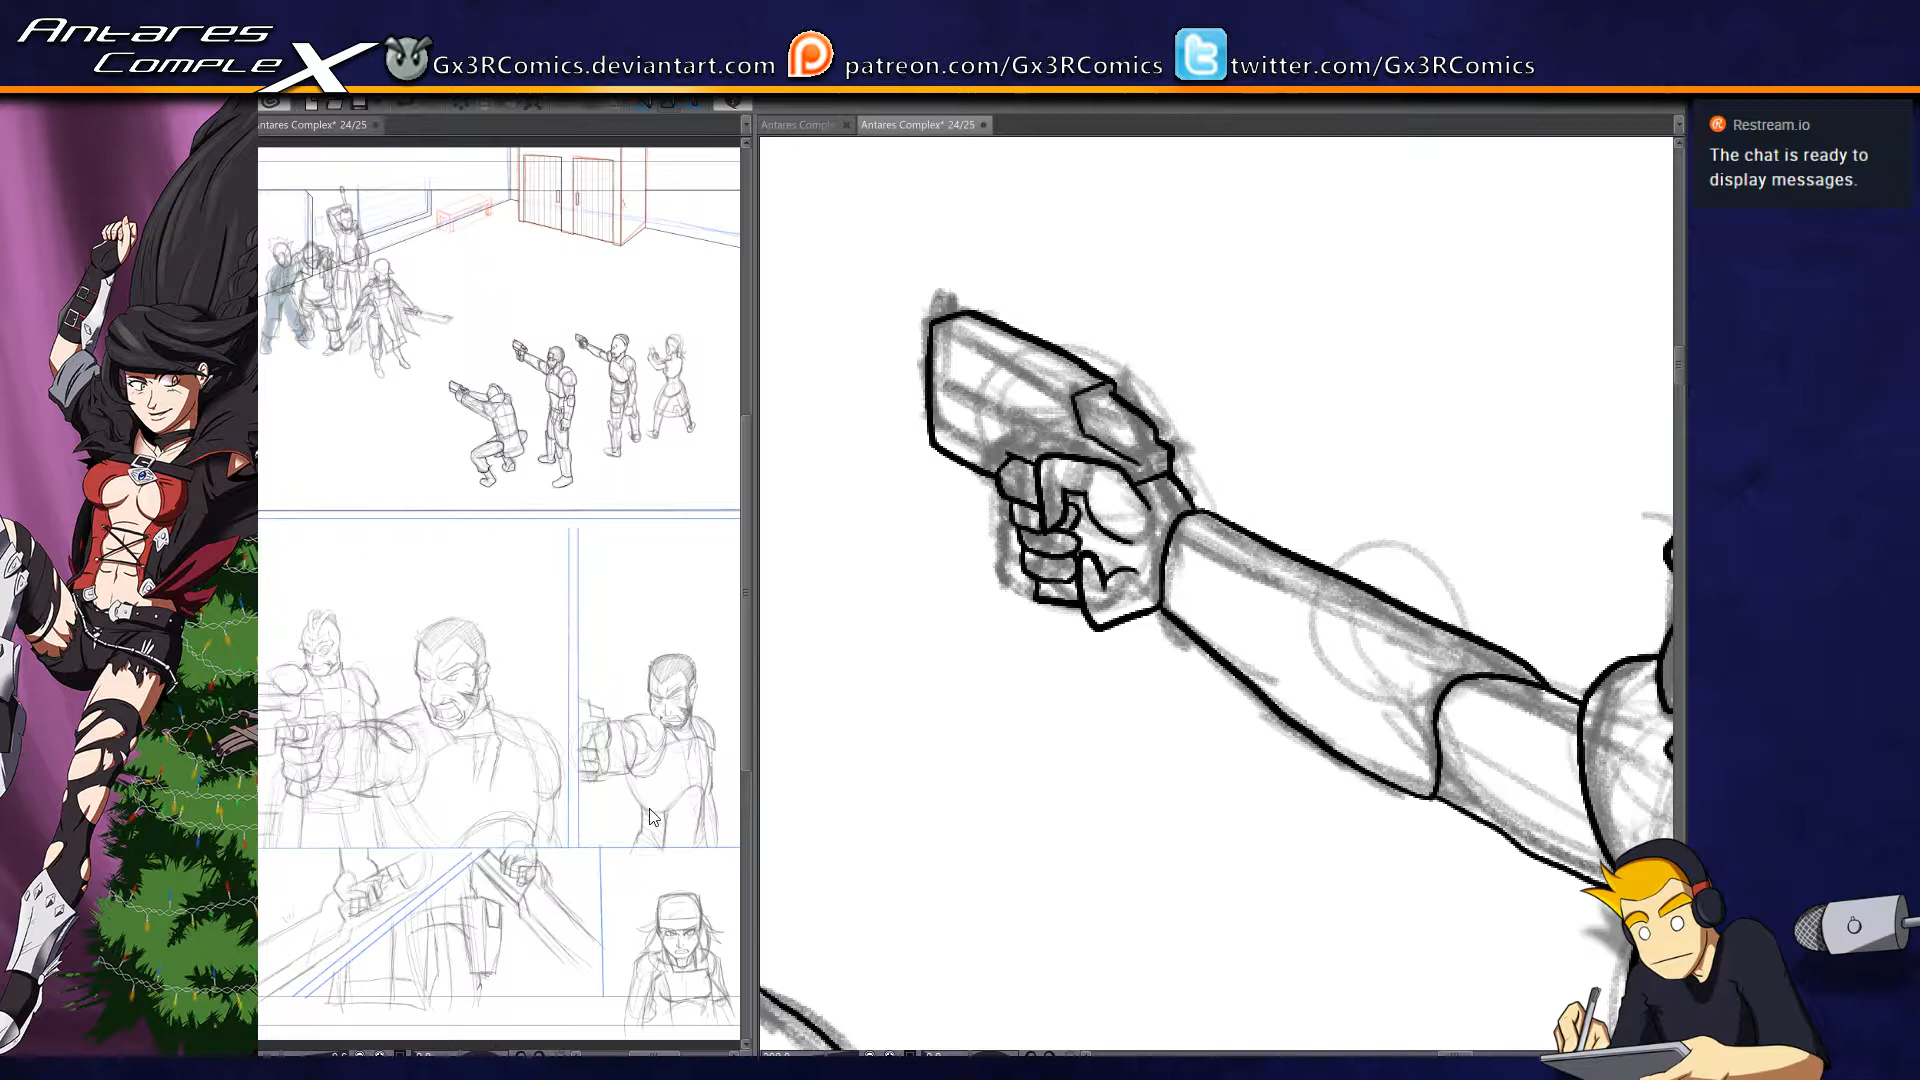 Antares
CompleX
Gx3RComics.deviantart.com
patreon.com/Gx3RComics
twitter.com/Gx3RComics
ntares Complex* 24/25
Antares Comple
Antares Complex* 24/25
Restream.io
The chat is ready to
display messages.